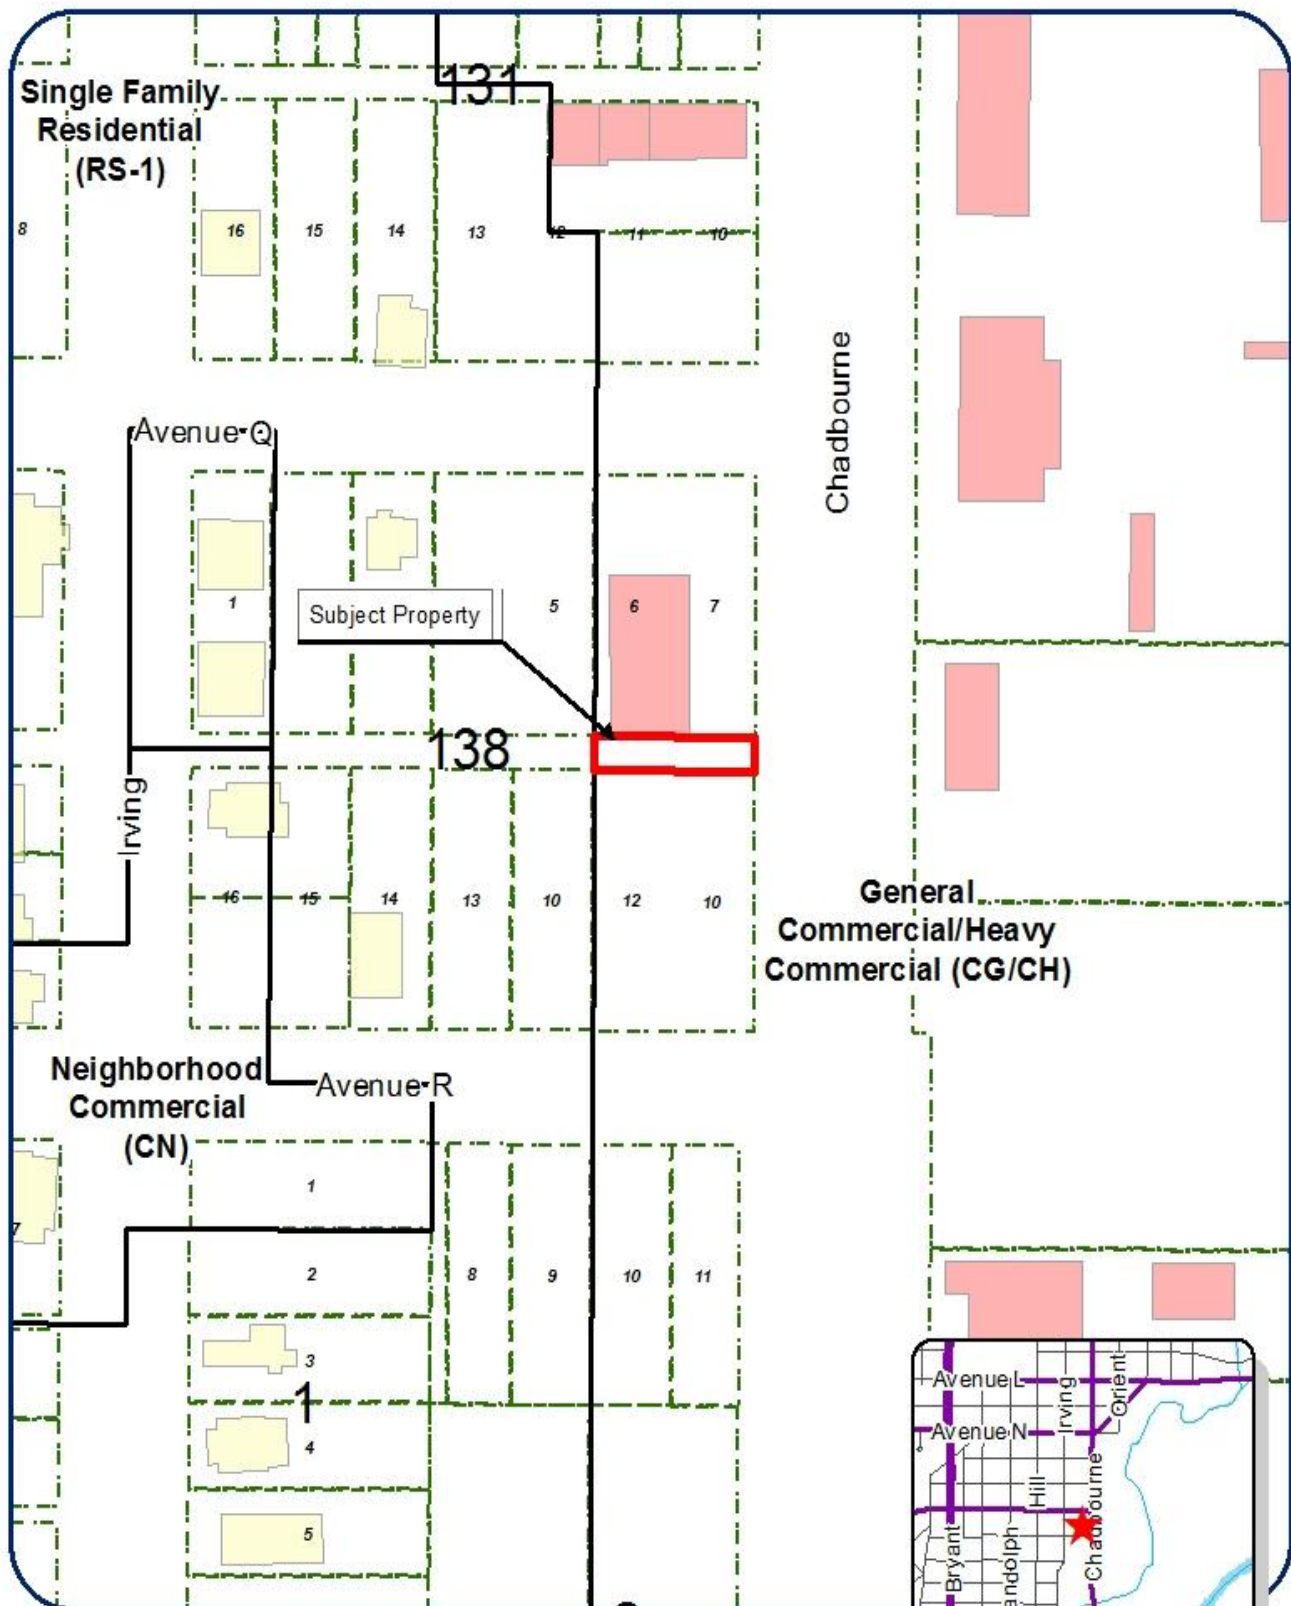 131
Single Family
Residential
(RS-1)
8
16
15
14
13
12
11
10
Chadbourne
Avenue Q
1
5
6
7
Subject Property
138
Irving
16
15
14
13
10
12
10
General
Commercial/Heavy
Commercial (CG/CH)
Neighborhood
Commercial
(CN)
Avenue R
1
7
2
8
9
10
11
3
1
4
5
Avenue L
Irving
Orient
Avenue N
Hill
Chadbourne
Bryant
andolph